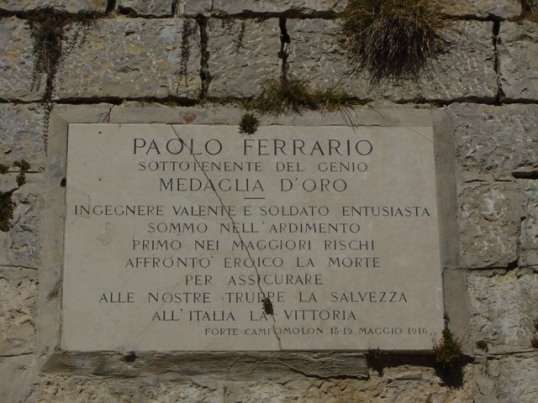 PAOLO FERRARIO
SOTTOTENENTE DEL GENIO
MEDAGLIA D'ORO
INGEGNERE VALENTE E SOLDATO ENTUSIASTA
SOMMO NELL'ARDIMENTO
PRIMO NEI MAGGIORI RISCHI
AFFRONTO' EROICO LA MORTE
PER ASSICURARE
ALLE NOSTRE TRUPPE LA SALVEZZA
ALL'ITALIA LA VITTORIA
FORTE CAMPOMOLON 15.19 MAGGIO 1916